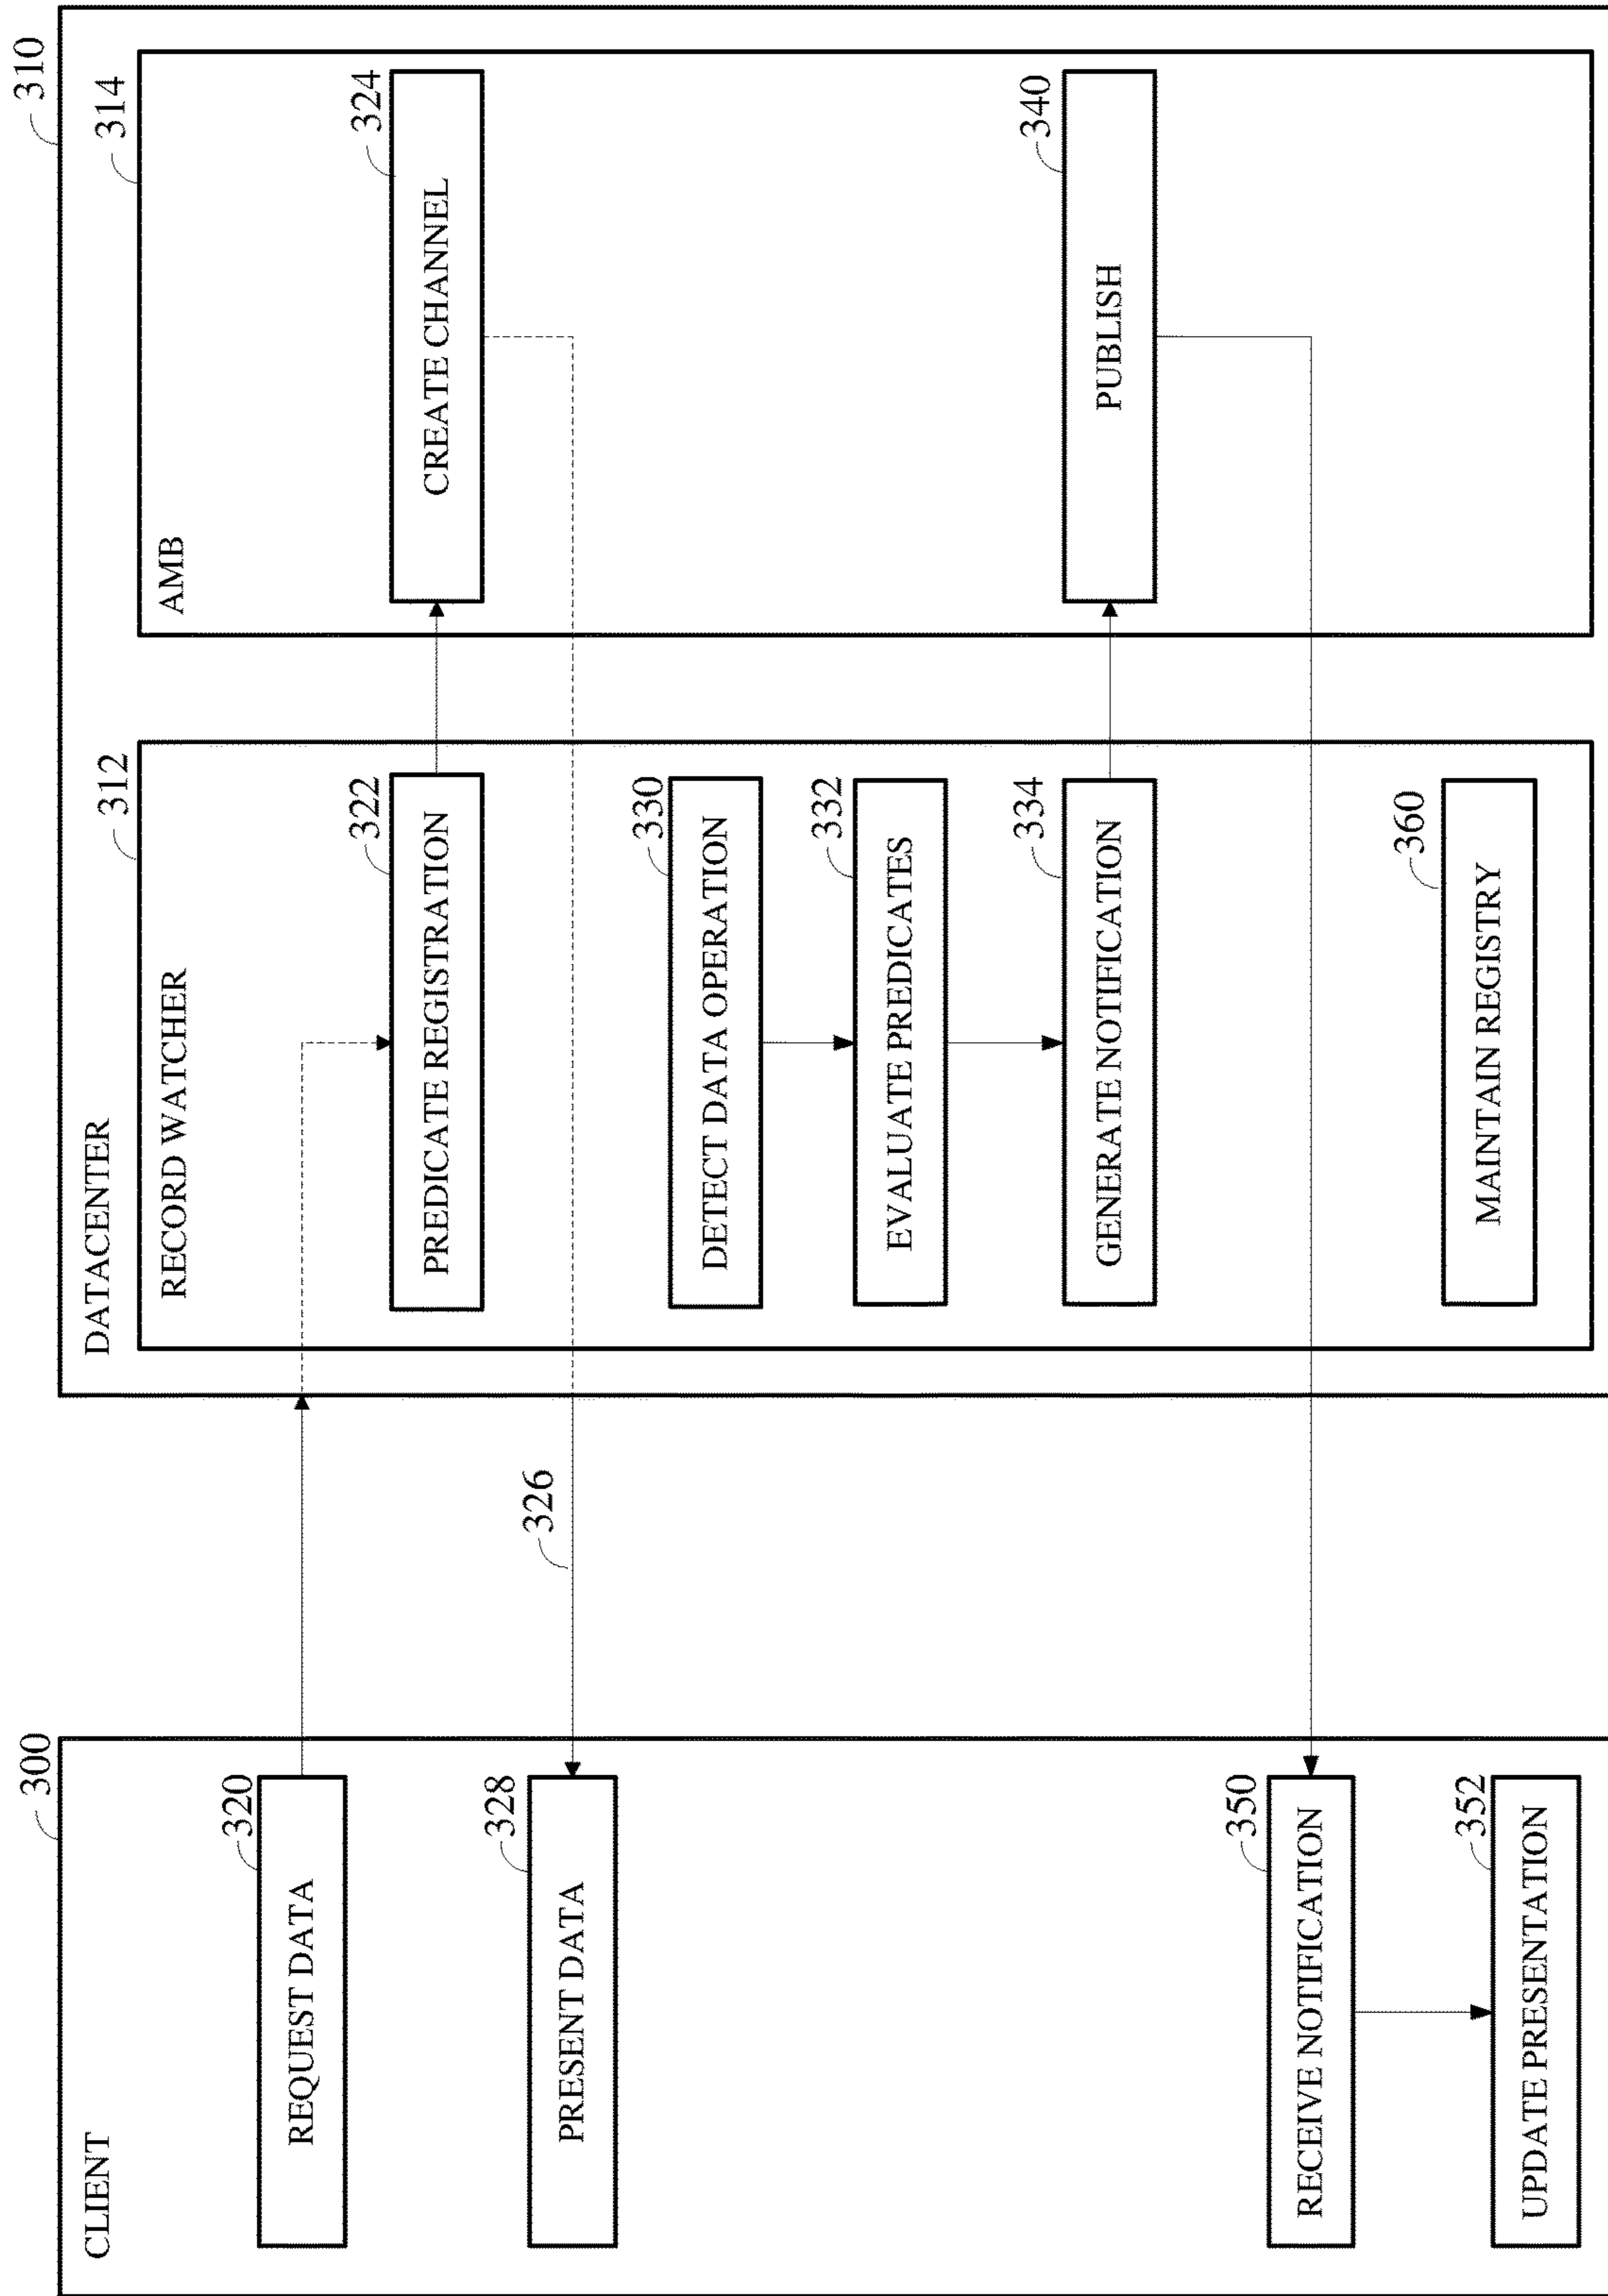 CLIENT
300
REQUEST DATA
320
PRESENT DATA
328
RECEIVE NOTIFICATION
350
UPDATE PRESENTATION
352
326
DATACENTER
310
RECORD WATCHER
312
PREDICATE REGISTRATION
322
DETECT DATA OPERATION
330
EVALUATE PREDICATES
332
GENERATE NOTIFICATION
334
MAINTAIN REGISTRY
360
AMB
314
CREATE CHANNEL
324
PUBLISH
340